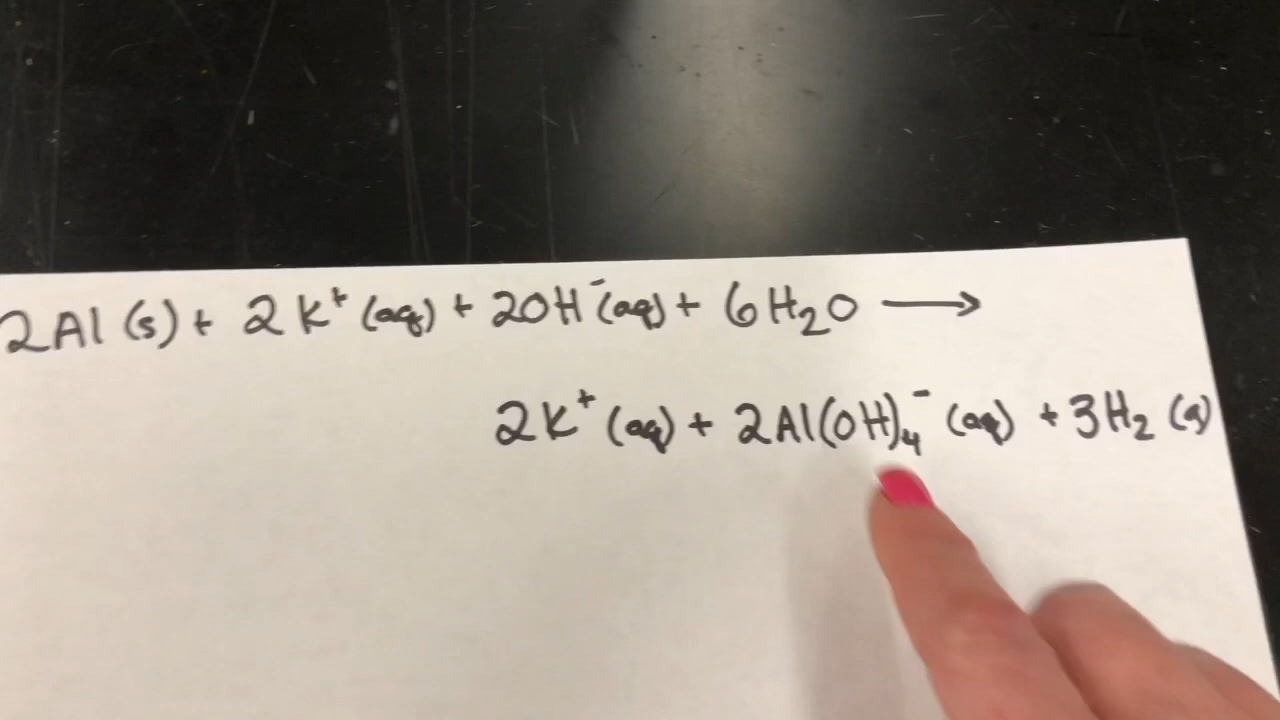 2Al (s) + 2K⁺ (aq) + 2OH⁻(aq) + 6H₂O ⟶
2K⁺ (aq) + 2Al(OH)₄⁻ (aq) + 3H₂ (g)